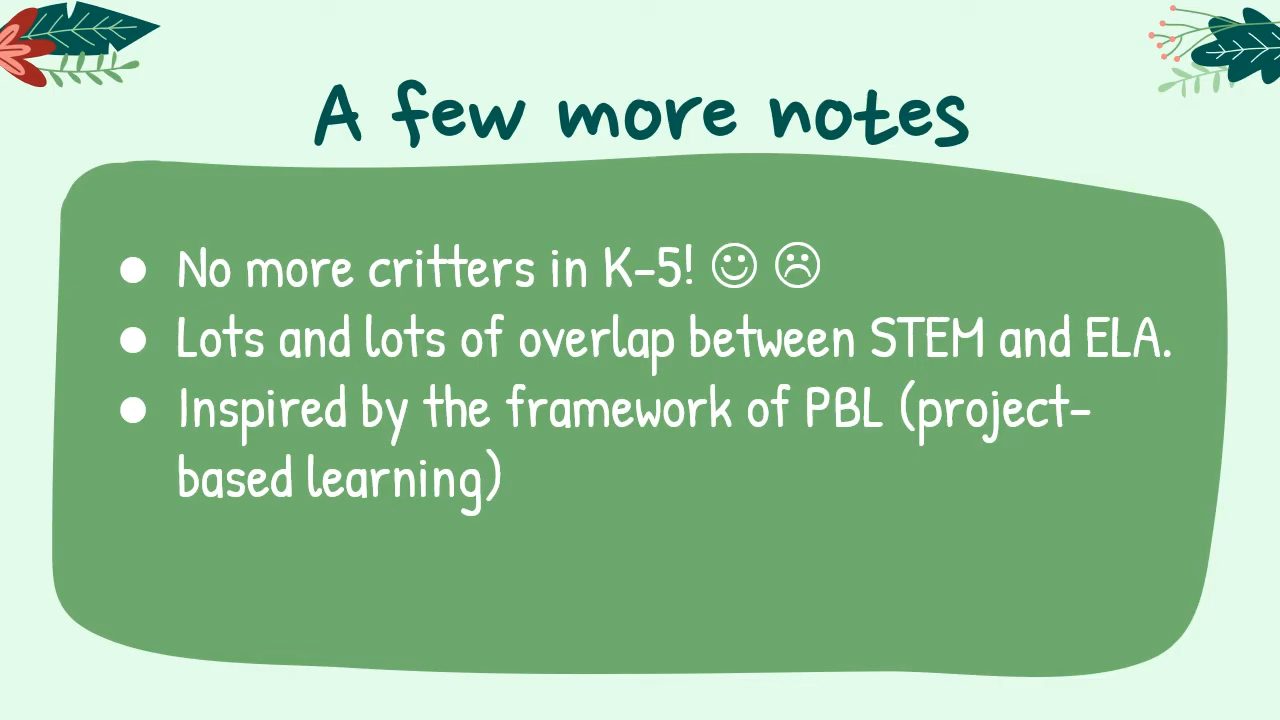 A few more notes
● No more critters in K-5! ☺ ☹
● Lots and lots of overlap between STEM and ELA.
● Inspired by the framework of PBL (project-
based learning)